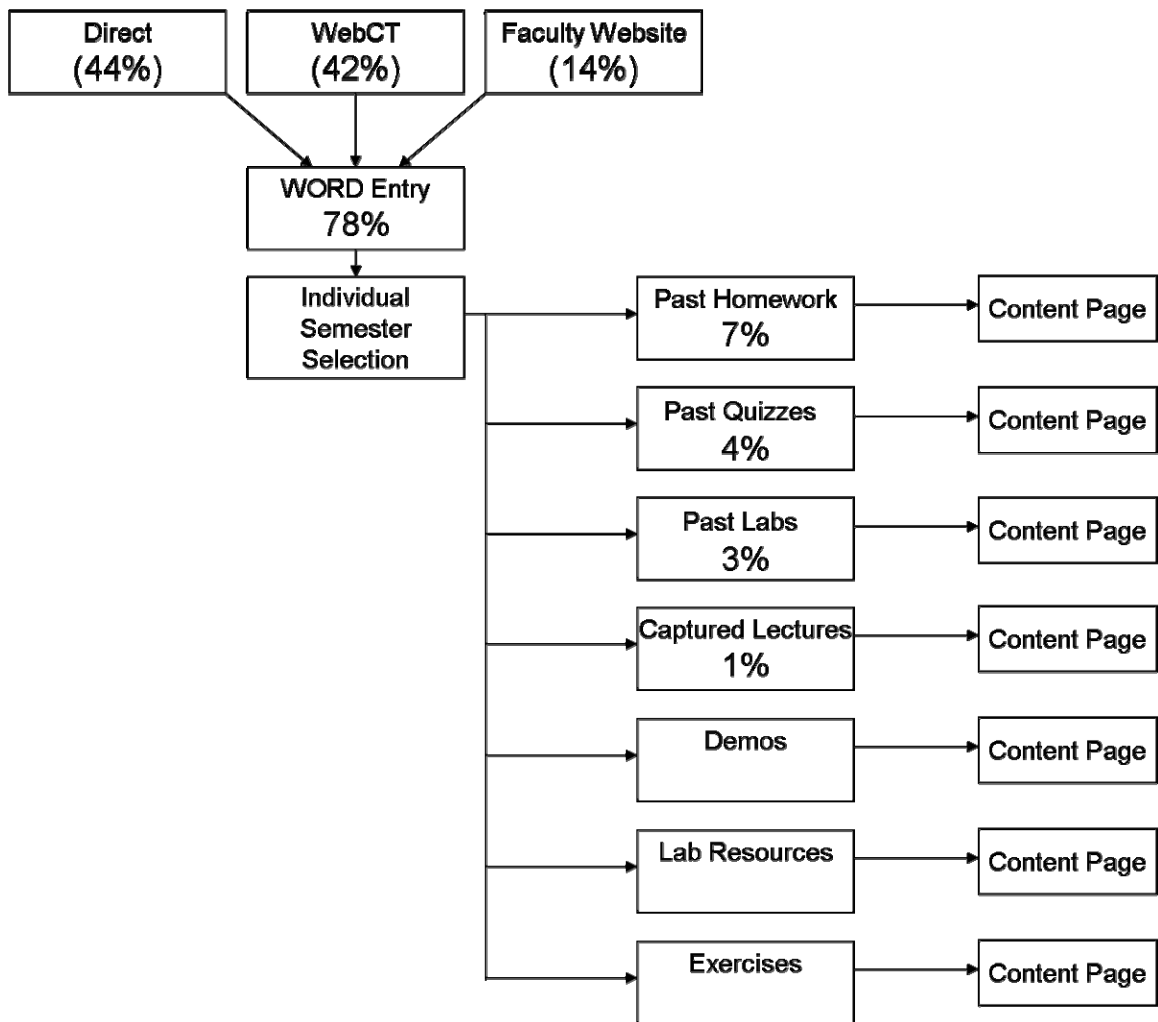 Direct
(44%)
WebCT
(42%)
Faculty Website
(14%)
WORD Entry
78%
Individual
Semester
Selection
Past Homework
7%
Content Page
Past Quizzes
4%
Content Page
Past Labs
3%
Content Page
Captured Lectures
1%
Content Page
Demos
Content Page
Lab Resources
Content Page
Exercises
Content Page